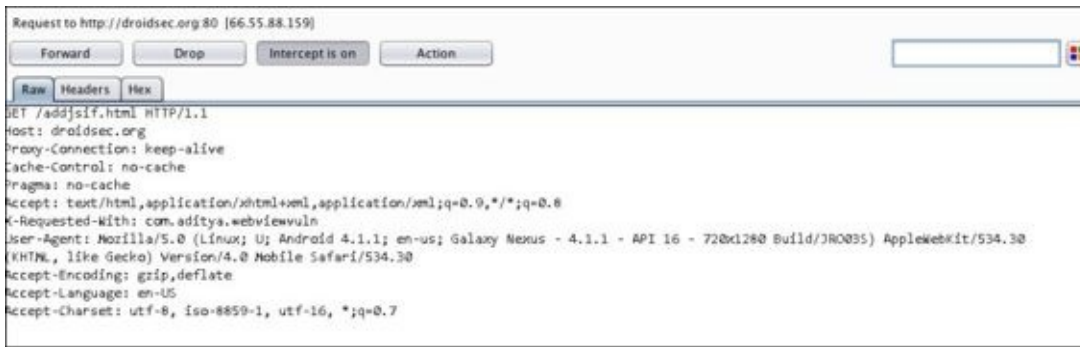 Request to http://droidsec.org:80 [66.55.88.159]
Forward Drop Intercept is on Action
Raw Headers Hex
GET /addjsif.html HTTP/1.1
Host: droidsec.org
Proxy-Connection: keep-alive
Cache-Control: no-cache
Pragma: no-cache
Accept: text/html,application/xhtml+xml,application/xml;q=0.9,*/*;q=0.8
X-Requested-With: com.aditya.webviewvuln
User-Agent: Mozilla/5.0 (Linux; U; Android 4.1.1; en-us; Galaxy Nexus - 4.1.1 - API 16 - 720x1280 Build/JRO03S) AppleWebKit/534.30
(KHTML, like Gecko) Version/4.0 Mobile Safari/534.30
Accept-Encoding: gzip,deflate
Accept-Language: en-US
Accept-Charset: utf-8, iso-8859-1, utf-16, *;q=0.7